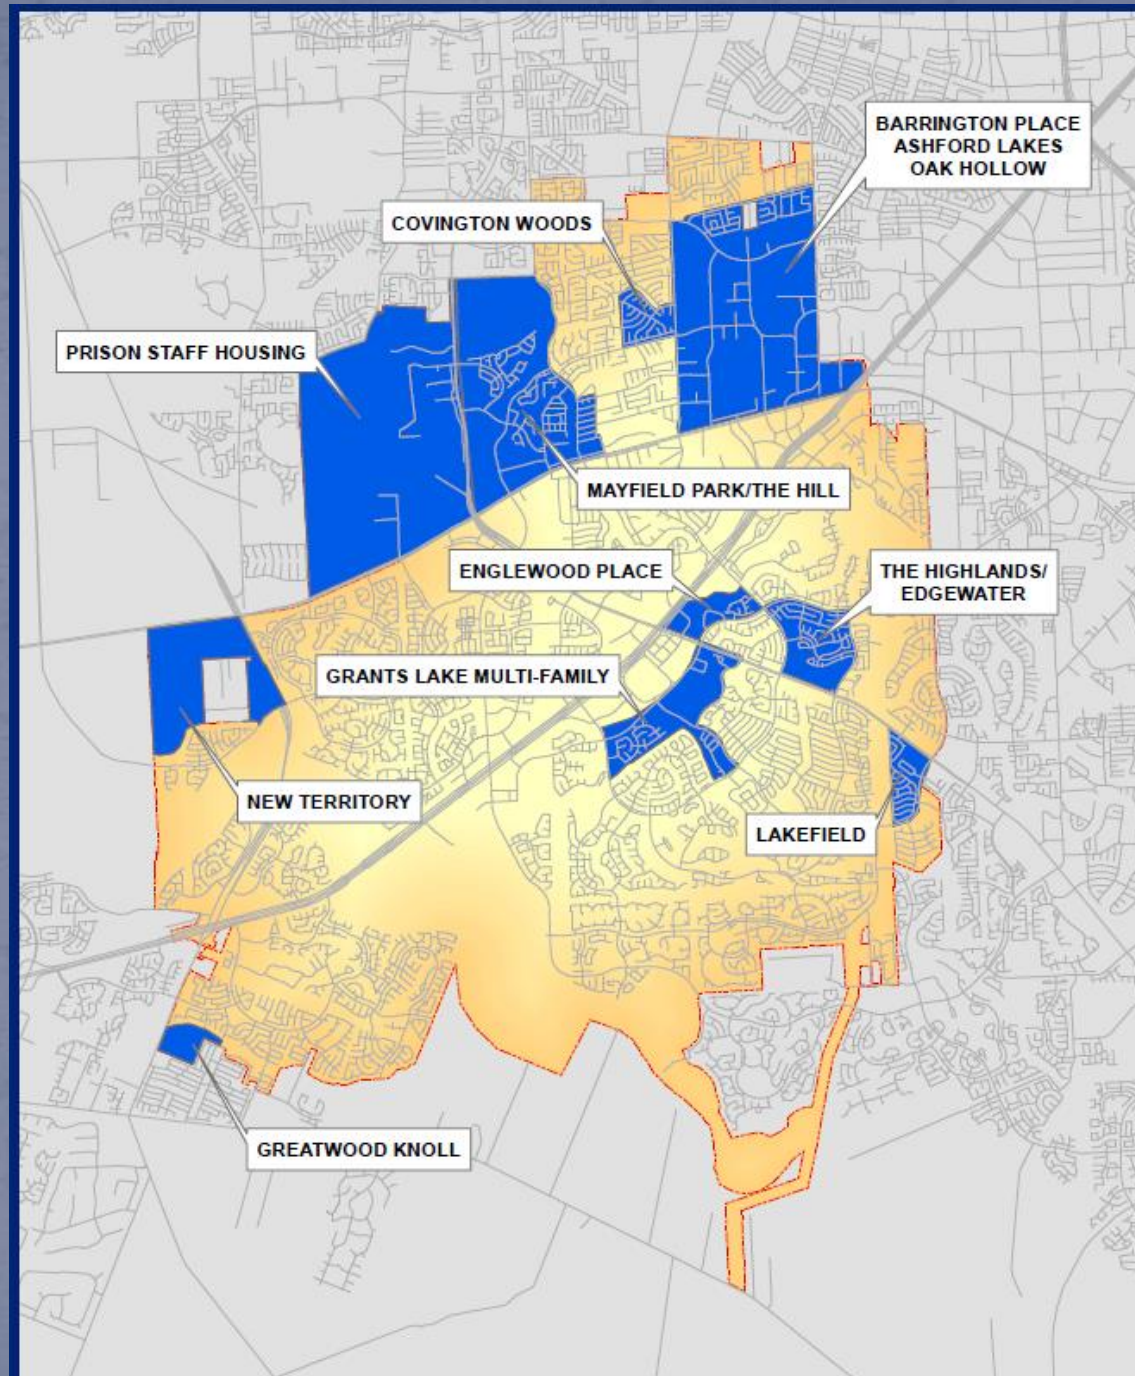 BARRINGTON PLACE
ASHFORD LAKES
OAK HOLLOW
COVINGTON WOODS
PRISON STAFF HOUSING
MAYFIELD PARK/THE HILL
ENGLEWOOD PLACE
THE HIGHLANDS/
EDGEWATER
GRANTS LAKE MULTI-FAMILY
NEW TERRITORY
LAKEFIELD
GREATWOOD KNOLL